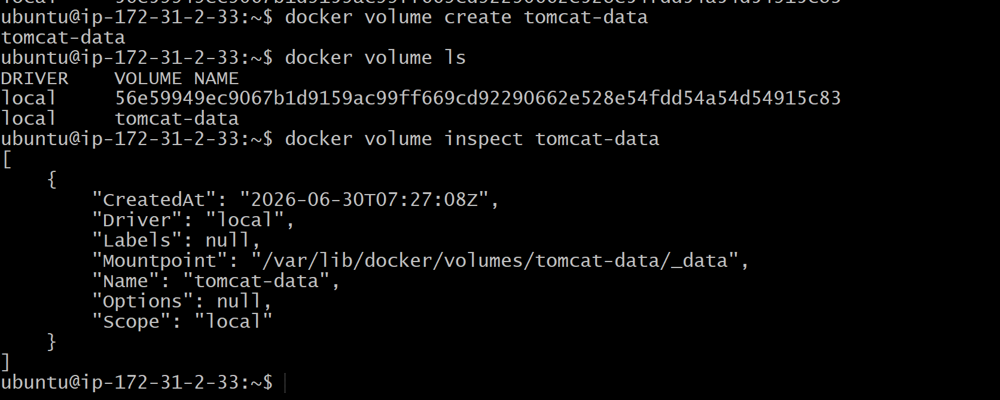 local     56e59949ec9067b1d9159ac99ff669cd92290662e528e54fdd54a54d54915c83
ubuntu@ip-172-31-2-33:~$ docker volume create tomcat-data
tomcat-data
ubuntu@ip-172-31-2-33:~$ docker volume ls
DRIVER    VOLUME NAME
local     56e59949ec9067b1d9159ac99ff669cd92290662e528e54fdd54a54d54915c83
local     tomcat-data
ubuntu@ip-172-31-2-33:~$ docker volume inspect tomcat-data
[
    {
        "CreatedAt": "2026-06-30T07:27:08Z",
        "Driver": "local",
        "Labels": null,
        "Mountpoint": "/var/lib/docker/volumes/tomcat-data/_data",
        "Name": "tomcat-data",
        "Options": null,
        "Scope": "local"
    }
]
ubuntu@ip-172-31-2-33:~$